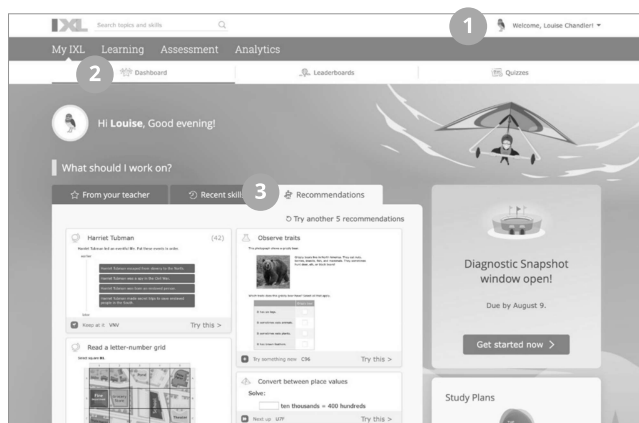 IXL
Search topics and skills
1
Welcome, Louise Chandler!
My IXL Learning Assessment Analytics
2
Dashboard
Leaderboards
Quizzes
Hi Louise, Good evening!
What should I work on?
From your teacher
Recent skills
3
Recommendations
Try another 5 recommendations
Harriet Tubman (42)
Keep at it VNV Try this >
Read a letter-number grid
Observe traits
Try something new C96 Try this >
Convert between place values
Solve:
ten thousands = 400 hundreds
Next up U7F Try this >
Diagnostic Snapshot
window open!
Due by August 9.
Get started now >
Study Plans